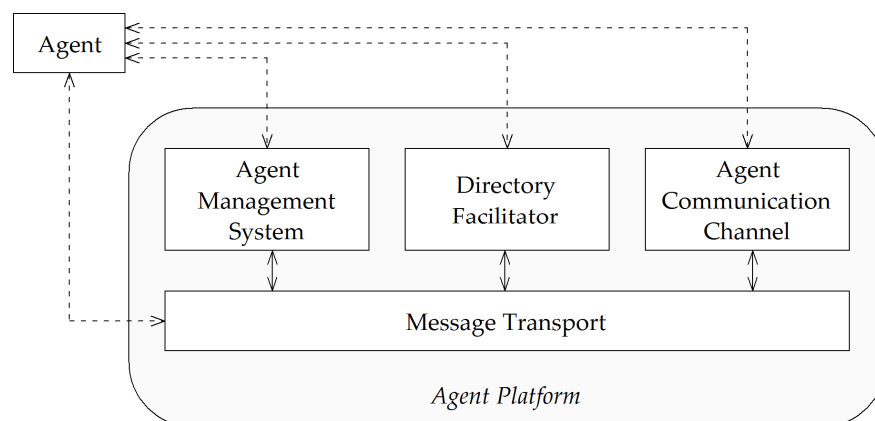 Agent
Agent
Management
System
Directory
Facilitator
Agent
Communication
Channel
Message Transport
Agent Platform